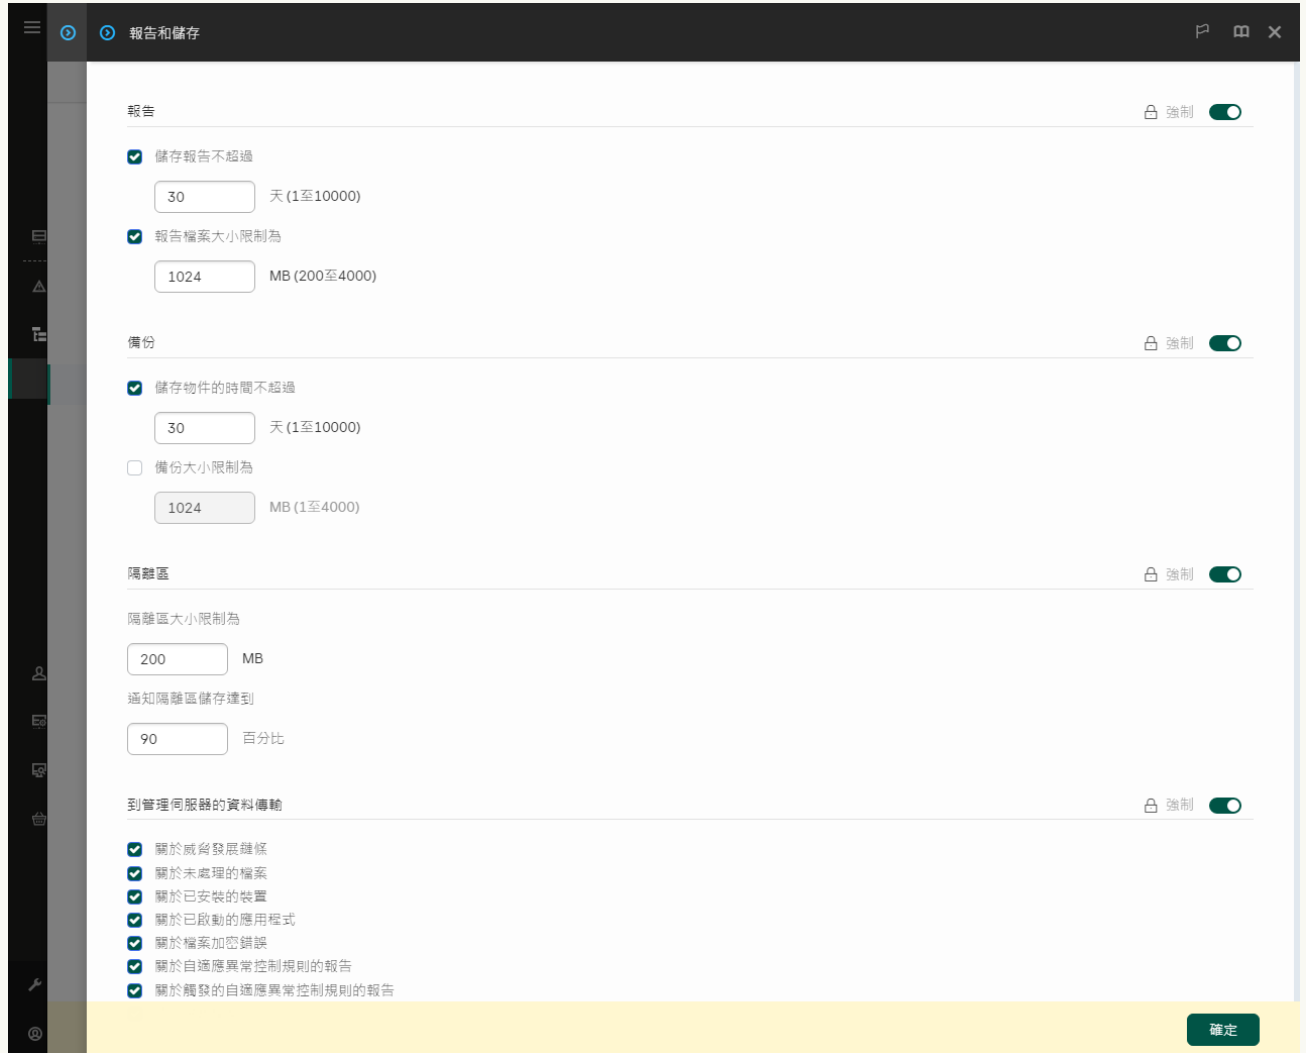 報告和儲存
報告
強制
儲存報告不超過
30 天 (1至10000)
報告檔案大小限制為
1024 MB (200至4000)
備份
強制
儲存物件的時間不超過
30 天 (1至10000)
備份大小限制為
1024 MB (1至4000)
隔離區
強制
隔離區大小限制為
200 MB
通知隔離區儲存達到
90 百分比
到管理伺服器的資料傳輸
強制
關於威脅發展鏈條
關於未處理的檔案
關於已安裝的裝置
關於已啟動的應用程式
關於檔案加密錯誤
關於自適應異常控制規則的報告
關於觸發的自適應異常控制規則的報告
確定